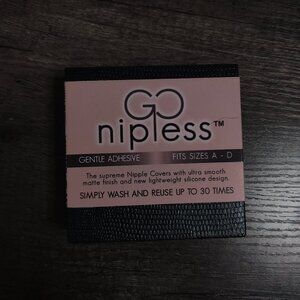 GO
nipless™
GENTLE ADHESIVE FITS SIZES A - D
The supreme Nipple Covers with ultra smooth
matte finish and new lightweight silicone design.
SIMPLY WASH AND REUSE UP TO 30 TIMES